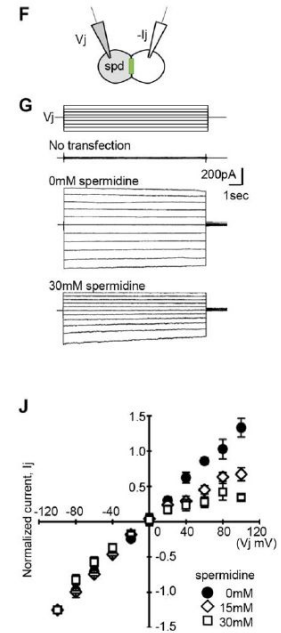 F
Vj
-Ij
spd
G
Vj
No transfection
200pA
1sec
0mM spermidine
30mM spermidine
J
Normalized current, Ij
1.5
1.0
0.5
-120
-80
-40
0
40
80
120
(Vj mV)
-0.5
-1.0
-1.5
spermidine
0mM
15mM
30mM